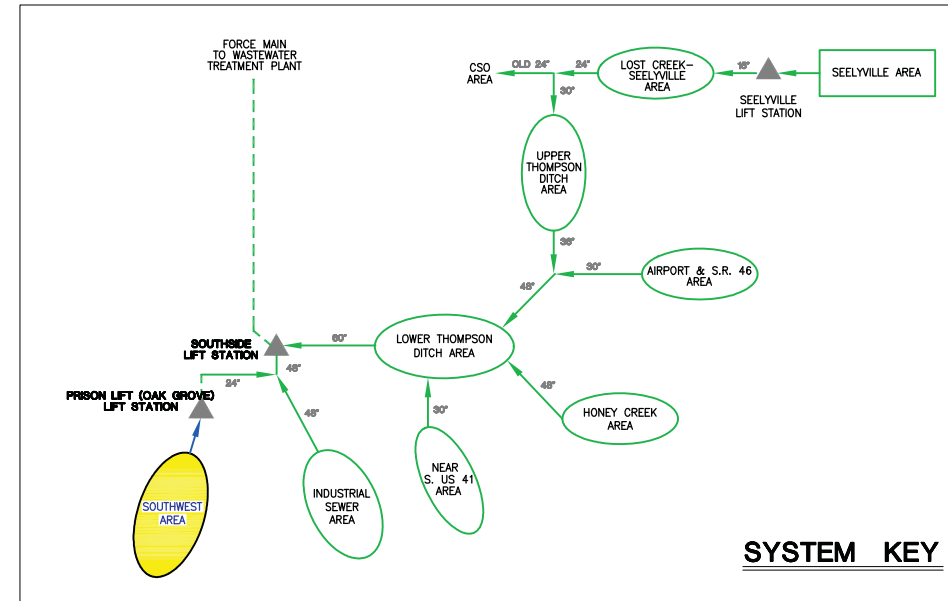 FORCE MAIN
TO WASTEWATER
TREATMENT PLANT
CSO
AREA
OLD 24"
24"
LOST CREEK-
SEELYVILLE
AREA
15"
SEELYVILLE
LIFT STATION
SEELYVILLE AREA
30"
UPPER
THOMPSON
DITCH
AREA
36"
30"
AIRPORT & S.R. 46
AREA
48"
SOUTHSIDE
LIFT STATION
60"
LOWER THOMPSON
DITCH AREA
48"
24"
PRISON LIFT (OAK GROVE)
LIFT STATION
48"
30"
48"
HONEY CREEK
AREA
SOUTHWEST
AREA
INDUSTRIAL
SEWER
AREA
NEAR
S. US 41
AREA
SYSTEM KEY